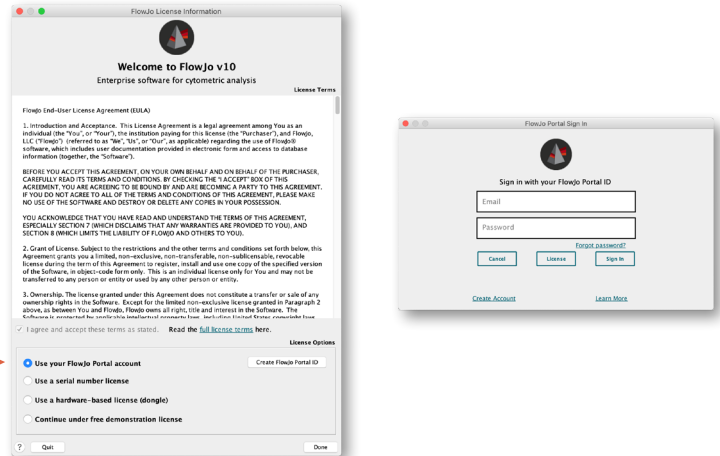 FlowJo License Information
Welcome to FlowJo v10
Enterprise software for cytometric analysis
License Terms
FlowJo End-User License Agreement (EULA)
1. Introduction and Acceptance. This License Agreement is a legal agreement among You as an
individual (the "You", or "Your"), the institution paying for this license (the "Purchaser"), and FlowJo,
LLC ("FlowJo") (referred to as "We", "Us", or "Our", as applicable) regarding the use of FlowJo®
software, which includes user documentation provided in electronic form and access to database
information (together, the "Software").
BEFORE YOU ACCEPT THIS AGREEMENT, ON YOUR OWN BEHALF AND ON BEHALF OF THE PURCHASER,
CAREFULLY READ ITS TERMS AND CONDITIONS. BY CHECKING THE "I ACCEPT" BOX OF THIS
AGREEMENT, YOU ARE AGREEING TO BE BOUND BY AND ARE BECOMING A PARTY TO THIS AGREEMENT.
IF YOU DO NOT AGREE TO ALL OF THE TERMS AND CONDITIONS OF THIS AGREEMENT, PLEASE MAKE
NO USE OF THE SOFTWARE AND DESTROY OR DELETE ANY COPIES IN YOUR POSSESSION.
YOU ACKNOWLEDGE THAT YOU HAVE READ AND UNDERSTAND THE TERMS OF THIS AGREEMENT,
ESPECIALLY SECTION 7 (WHICH DISCLAIMS THAT ANY WARRANTIES ARE PROVIDED TO YOU), AND
SECTION 8 (WHICH LIMITS THE LIABILITY OF FLOWJO AND OTHERS TO YOU).
2. Grant of License. Subject to the restrictions and the other terms and conditions set forth below, this
Agreement grants you a limited, non-exclusive, non-transferable, non-sublicensable, revocable
license during the term of this Agreement to register, install and use one copy of the specified version
of the Software, in object-code form only. This is an individual license only for You and may not be
transferred to any person or entity or used by any other person or entity.
3. Ownership. The license granted under this Agreement does not constitute a transfer or sale of any
ownership rights in the Software. Except for the limited non-exclusive license granted in Paragraph 2
above, as between You and FlowJo, FlowJo owns all right, title and interest in the Software. The
Software is protected by applicable intellectual property laws, including United States copyright laws
I agree and accept these terms as stated. Read the full license terms here.
License Options
Use your FlowJo Portal account
Create FlowJo Portal ID
Use a serial number license
Use a hardware-based license (dongle)
Continue under free demonstration license
? Quit
Done
FlowJo Portal Sign In
Sign in with your FlowJo Portal ID
Email
Password
Forgot password?
Cancel License Sign In
Create Account Learn More